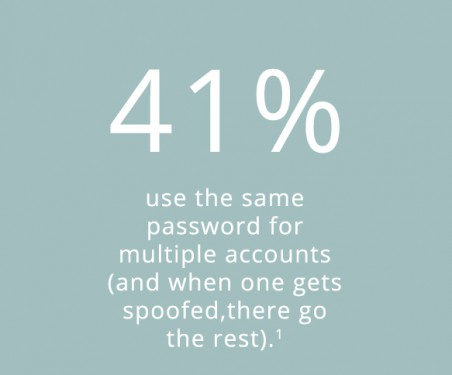 41%
use the same
password for
multiple accounts
(and when one gets
spoofed,there go
the rest).¹